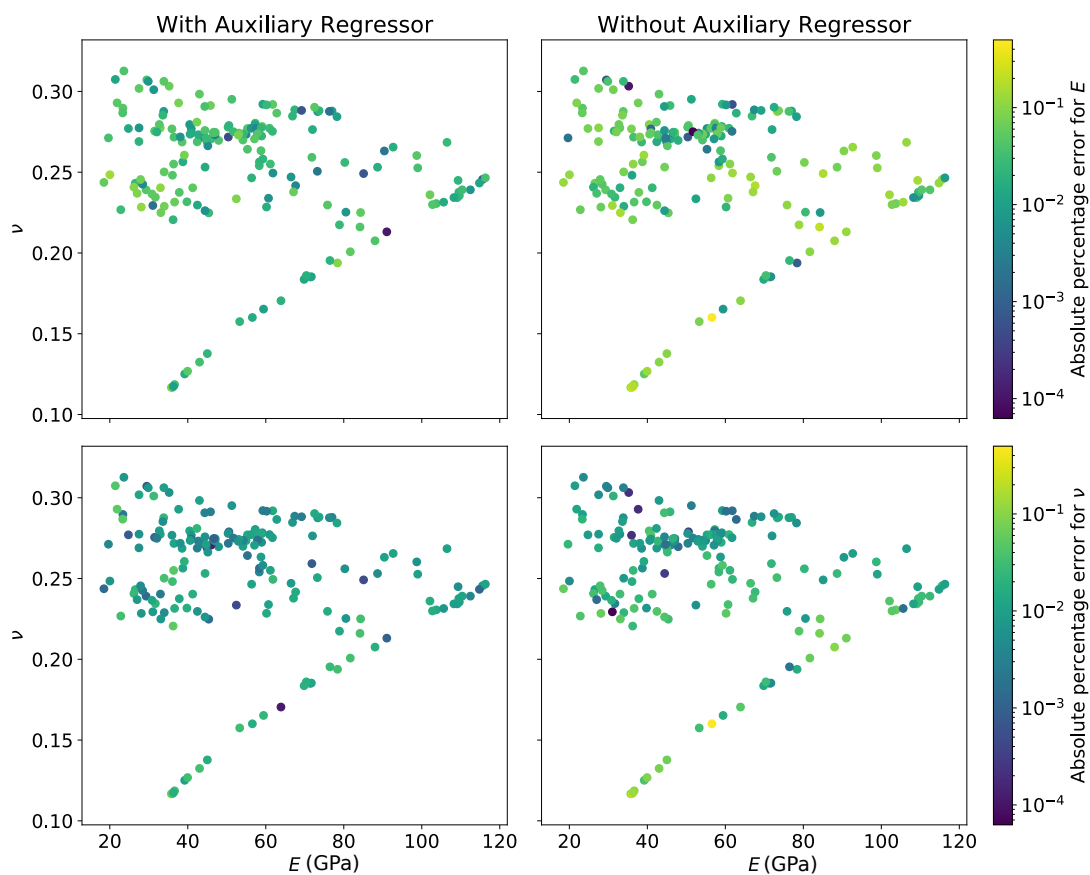 With Auxiliary Regressor
Without Auxiliary Regressor
0.30
0.25
0.20
0.15
0.10
ν
10⁻¹
10⁻²
10⁻³
10⁻⁴
Absolute percentage error for E
0.30
0.25
0.20
0.15
0.10
ν
20 40 60 80 100 120
E (GPa)
20 40 60 80 100 120
E (GPa)
10⁻¹
10⁻²
10⁻³
10⁻⁴
Absolute percentage error for ν